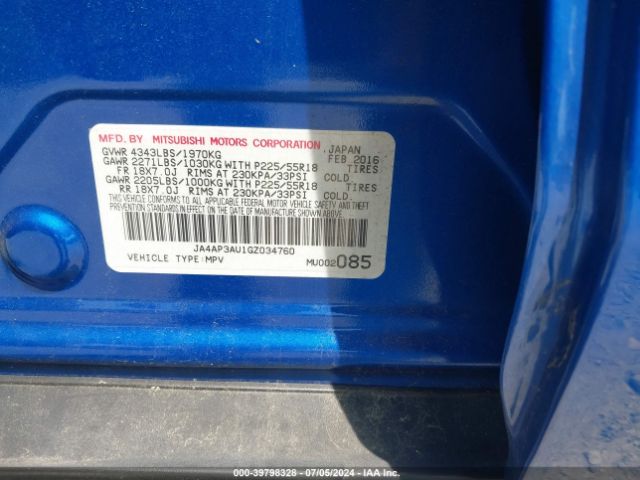 MFD. BY MITSUBISHI MOTORS CORPORATION, JAPAN
GVWR 4343LBS/1970KG FEB 2016
GAWR 2271LBS/1030KG WITH P225/55R18 TIRES
FR 18X7.0J RIMS AT 230KPA/33PSI COLD.
GAWR 2205LBS/1000KG WITH P225/55R18 TIRES
RR 18X7.0J RIMS AT 230KPA/33PSI COLD.
THIS VEHICLE CONFORMS TO ALL APPLICABLE FEDERAL MOTOR VEHICLE SAFETY
STANDARDS IN EFFECT ON THE DATE OF MANUFACTURE SHOWN ABOVE.
JA4AP3AU1GZ034760
VEHICLE TYPE:MPV MU002085
000-39798328 - 07/05/2024 - IAA Inc.